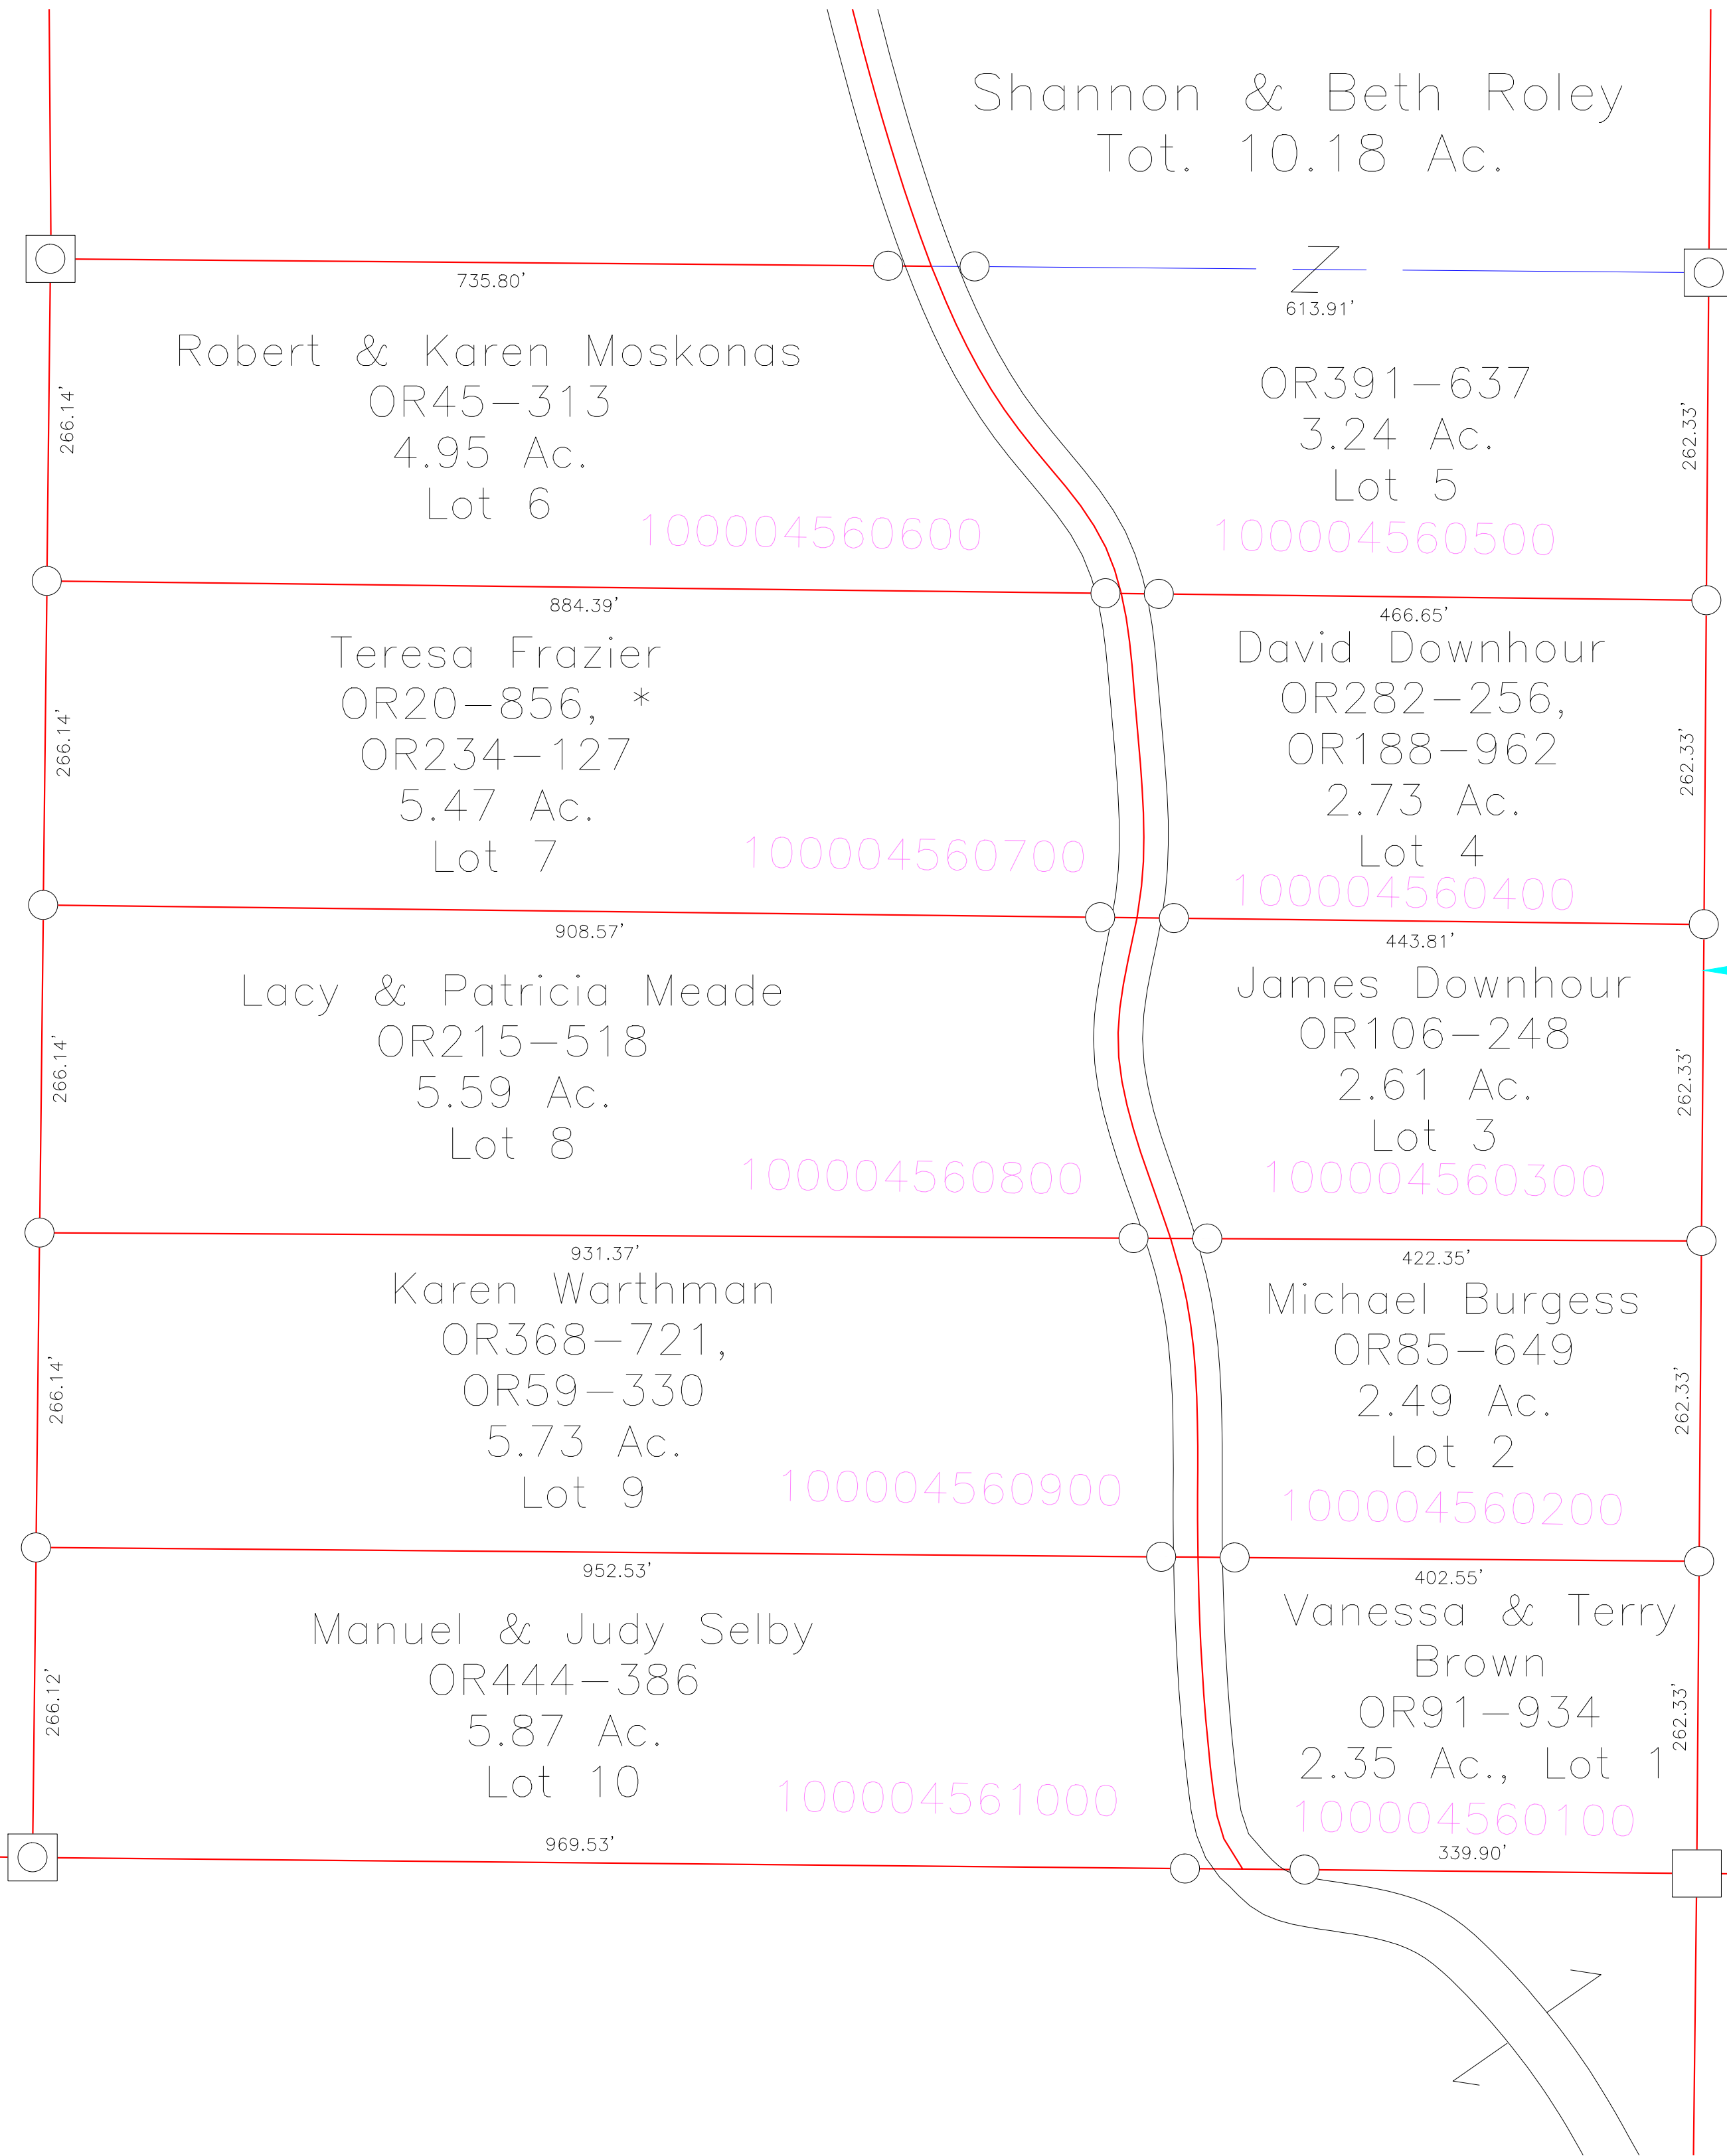 Shannon & Beth Roley
Tot. 10.18 Ac.
735.80'
Z
613.91'
Robert & Karen Moskonas
OR45-313
4.95 Ac.
Lot 6
100004560600
266.14'
OR391-637
3.24 Ac.
Lot 5
100004560500
262.33'
884.39'
466.65'
Teresa Frazier
OR20-856, *
OR234-127
5.47 Ac.
Lot 7
100004560700
266.14'
David Downhour
OR282-256,
OR188-962
2.73 Ac.
Lot 4
100004560400
262.33'
908.57'
443.81'
Lacy & Patricia Meade
OR215-518
5.59 Ac.
Lot 8
100004560800
266.14'
James Downhour
OR106-248
2.61 Ac.
Lot 3
100004560300
262.33'
931.37'
422.35'
Karen Warthman
OR368-721,
OR59-330
5.73 Ac.
Lot 9
100004560900
266.14'
Michael Burgess
OR85-649
2.49 Ac.
Lot 2
100004560200
262.33'
952.53'
402.55'
Manuel & Judy Selby
OR444-386
5.87 Ac.
Lot 10
100004561000
266.12'
Vanessa & Terry
Brown
OR91-934
2.35 Ac., Lot 1
100004560100
262.33'
969.53'
339.90'